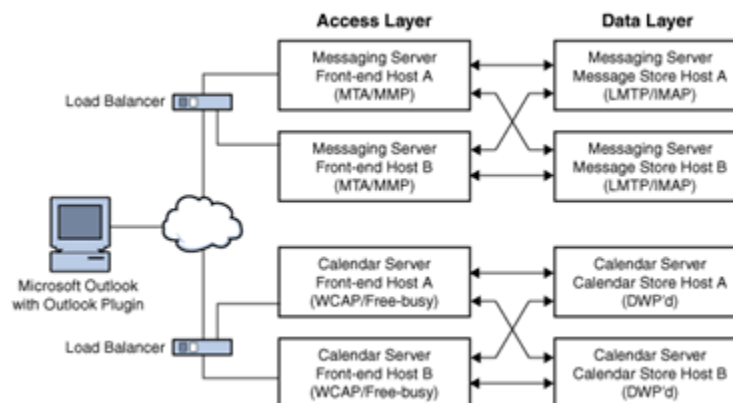 Access Layer
Data Layer
Messaging Server
Front-end Host A
(MTA/MMP)
Messaging Server
Message Store Host A
(LMTP/IMAP)
Load Balancer
Messaging Server
Front-end Host B
(MTA/MMP)
Messaging Server
Message Store Host B
(LMTP/IMAP)
Microsoft Outlook
with Outlook Plugin
Calendar Server
Front-end Host A
(WCAP/Free-busy)
Calendar Server
Calendar Store Host A
(DWP'd)
Load Balancer
Calendar Server
Front-end Host B
(WCAP/Free-busy)
Calendar Server
Calendar Store Host B
(DWP'd)